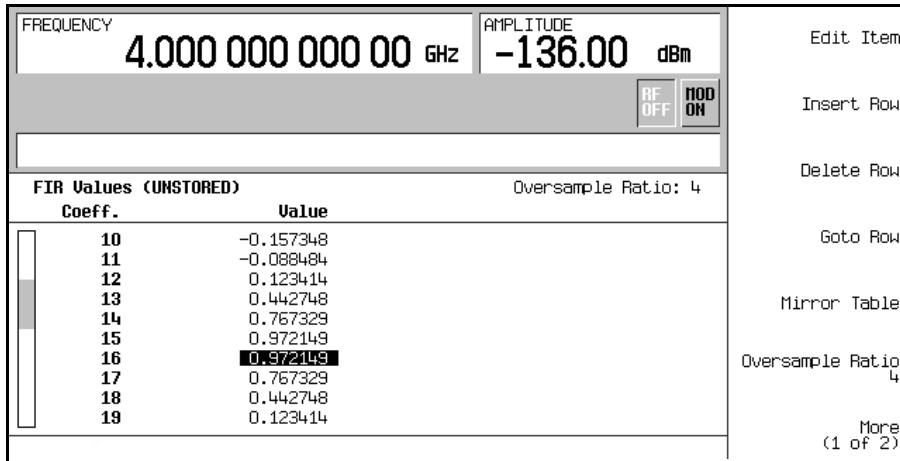 FREQUENCY
4.000 000 000 00 GHz
AMPLITUDE
-136.00 dBm
RF OFF
MOD ON
FIR Values (UNSTORED)
Oversample Ratio: 4
Coeff. Value
10 -0.157348
11 -0.088484
12 0.123414
13 0.442748
14 0.767329
15 0.972149
16 0.972149
17 0.767329
18 0.442748
19 0.123414
Edit Item
Insert Row
Delete Row
Goto Row
Mirror Table
Oversample Ratio
4
More
(1 of 2)